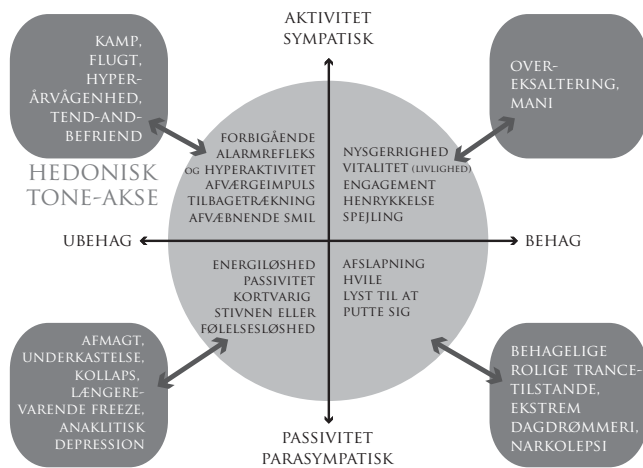 AKTIVITET
SYMPATISK
KAMP,
FLUGT,
HYPER-
ÅRVÅGENHED,
TEND-AND-
BEFRIEND
OVER-
EKSALTERING,
MANI
HEDONISK
TONE-AKSE
FORBIGÅENDE
ALARMREFLEKS
OG HYPERAKTIVITET
AFVÆRGEIMPULS
TILBAGETRÆKNING
AFVÆBNENDE SMIL
NYSGERRIGHED
VITALITET (LIVLIGHED)
ENGAGEMENT
HENRYKKELSE
SPEJLING
UBEHAG
BEHAG
ENERGILØSHED
PASSIVITET
KORTVARIG
STIVNEN ELLER
FØLELSESLØSHED
AFSLAPNING
HVILE
LYST TIL AT
PUTTE SIG
AFMAGT,
UNDERKASTELSE,
KOLLAPS,
LÆNGERE-
VARENDE FREEZE,
ANAKLITISK
DEPRESSION
BEHAGELIGE
ROLIGE TRANCE-
TILSTANDE,
EKSTREM
DAGDRØMMERI,
NARKOLEPSI
PASSIVITET
PARASYMPATISK